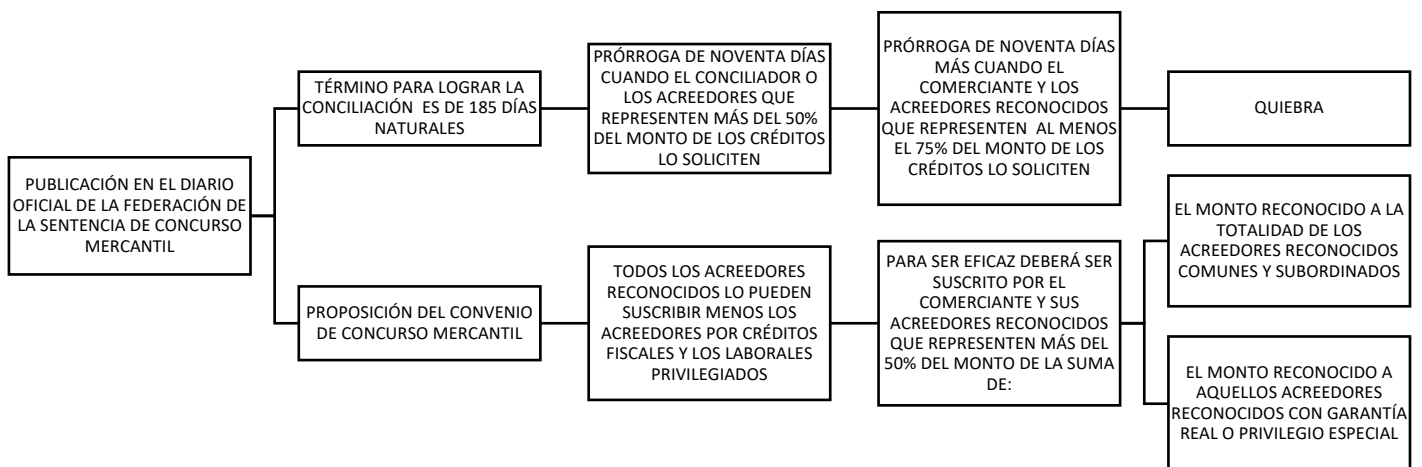 PUBLICACIÓN EN EL DIARIO
OFICIAL DE LA FEDERACIÓN DE
LA SENTENCIA DE CONCURSO
MERCANTIL
TÉRMINO PARA LOGRAR LA
CONCILIACIÓN ES DE 185 DÍAS
NATURALES
PRÓRROGA DE NOVENTA DÍAS
CUANDO EL CONCILIADOR O
LOS ACREEDORES QUE
REPRESENTEN MÁS DEL 50%
DEL MONTO DE LOS CRÉDITOS
LO SOLICITEN
PRÓRROGA DE NOVENTA DÍAS
MÁS CUANDO EL
COMERCIANTE Y LOS
ACREEDORES RECONOCIDOS
QUE REPRESENTEN AL MENOS
EL 75% DEL MONTO DE LOS
CRÉDITOS LO SOLICITEN
QUIEBRA
PROPOSICIÓN DEL CONVENIO
DE CONCURSO MERCANTIL
TODOS LOS ACREEDORES
RECONOCIDOS LO PUEDEN
SUSCRIBIR MENOS LOS
ACREEDORES POR CRÉDITOS
FISCALES Y LOS LABORALES
PRIVILEGIADOS
PARA SER EFICAZ DEBERÁ SER
SUSCRITO POR EL
COMERCIANTE Y SUS
ACREEDORES RECONOCIDOS
QUE REPRESENTEN MÁS DEL
50% DEL MONTO DE LA SUMA
DE:
EL MONTO RECONOCIDO A LA
TOTALIDAD DE LOS
ACREEDORES RECONOCIDOS
COMUNES Y SUBORDINADOS
EL MONTO RECONOCIDO A
AQUELLOS ACREEDORES
RECONOCIDOS CON GARANTÍA
REAL O PRIVILEGIO ESPECIAL